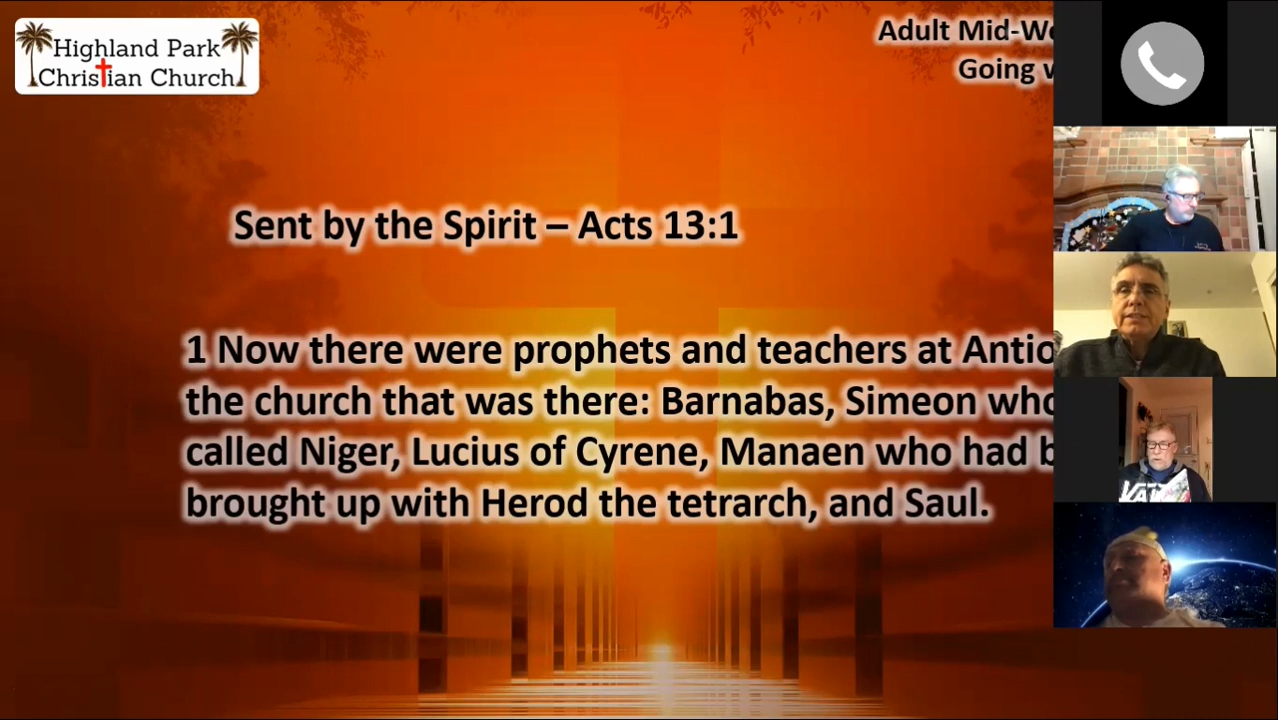 Highland Park
Christian Church
Adult Mid-We
Going
Sent by the Spirit – Acts 13:1
1 Now there were prophets and teachers at Antio
the church that was there: Barnabas, Simeon who
called Niger, Lucius of Cyrene, Manaen who had b
brought up with Herod the tetrarch, and Saul.